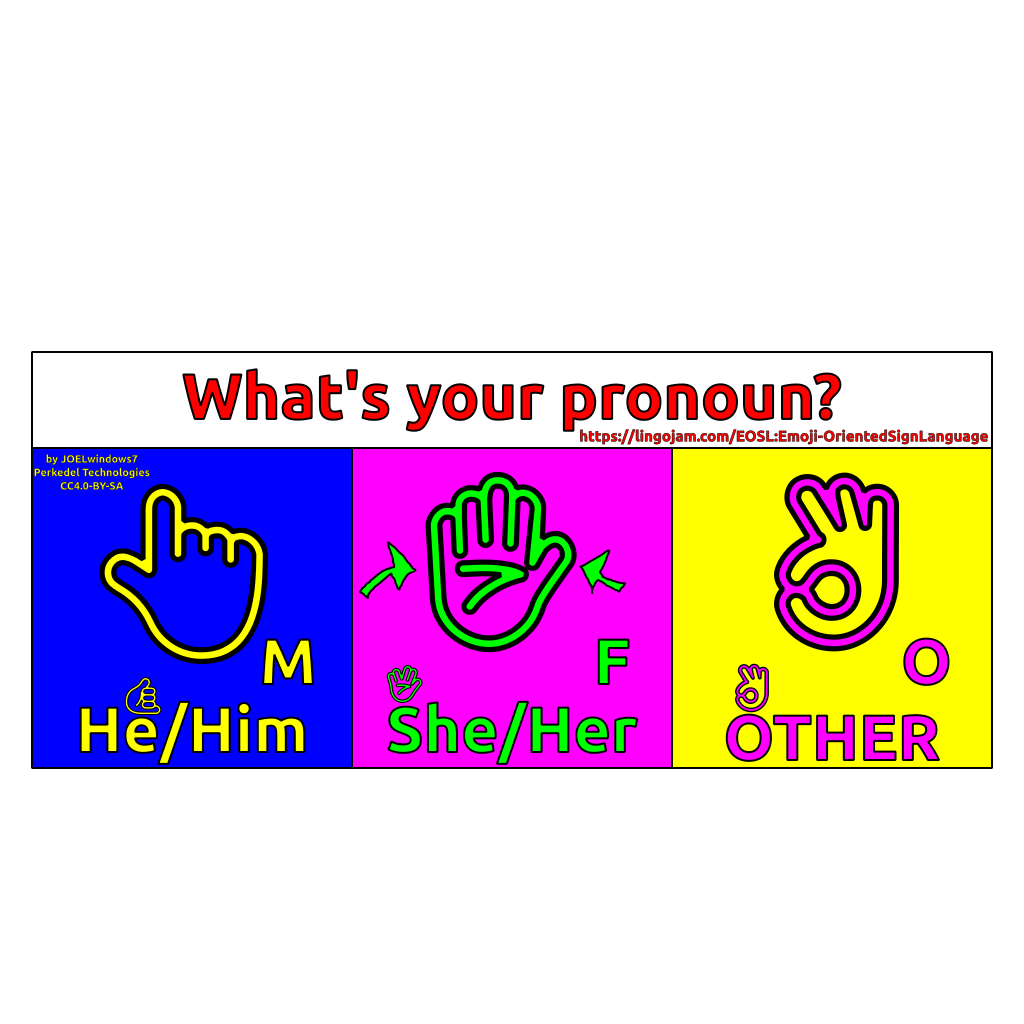 What's your pronoun?
https://lingojam.com/EOSL:Emoji-OrientedSignLanguage
by JOELwindows7
Perkedel Technologies
CC4.0-BY-SA
M
He/Him
F
She/Her
O
OTHER